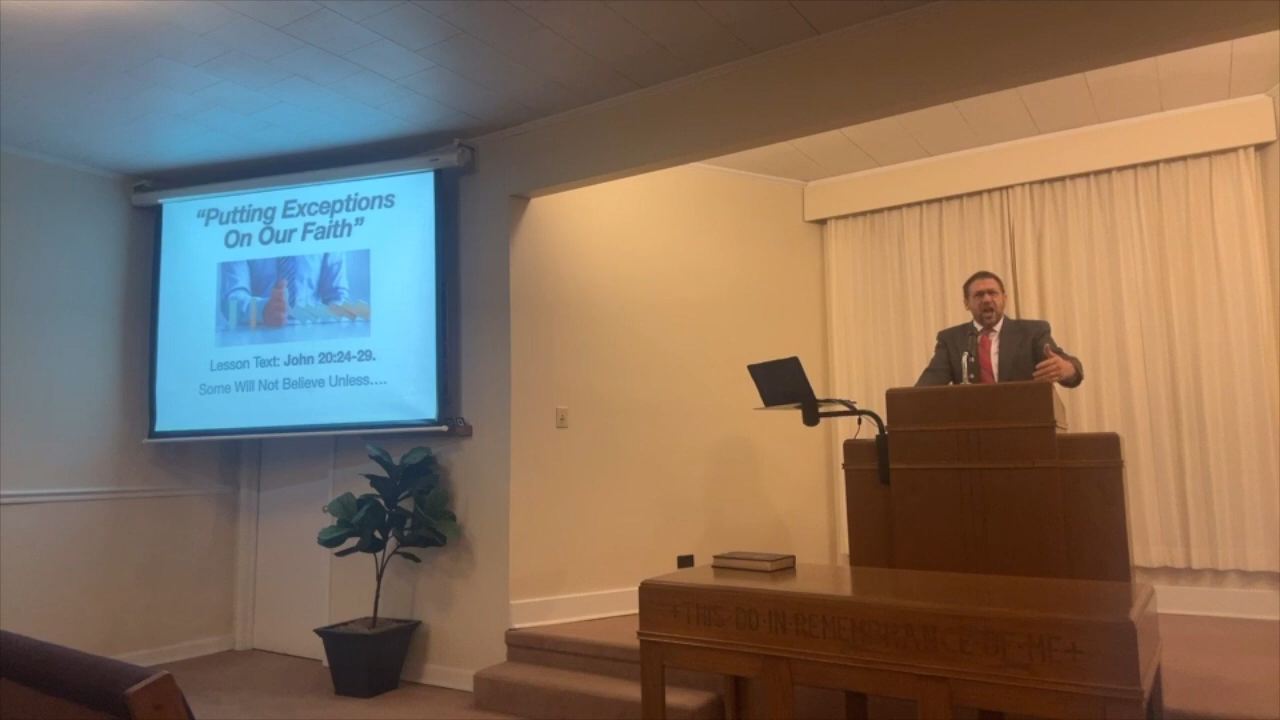 “Putting Exceptions
On Our Faith”
Lesson Text: John 20:24-29.
Some Will Not Believe Unless....
+THIS·DO·IN·REMEMBRANCE·OF·ME+